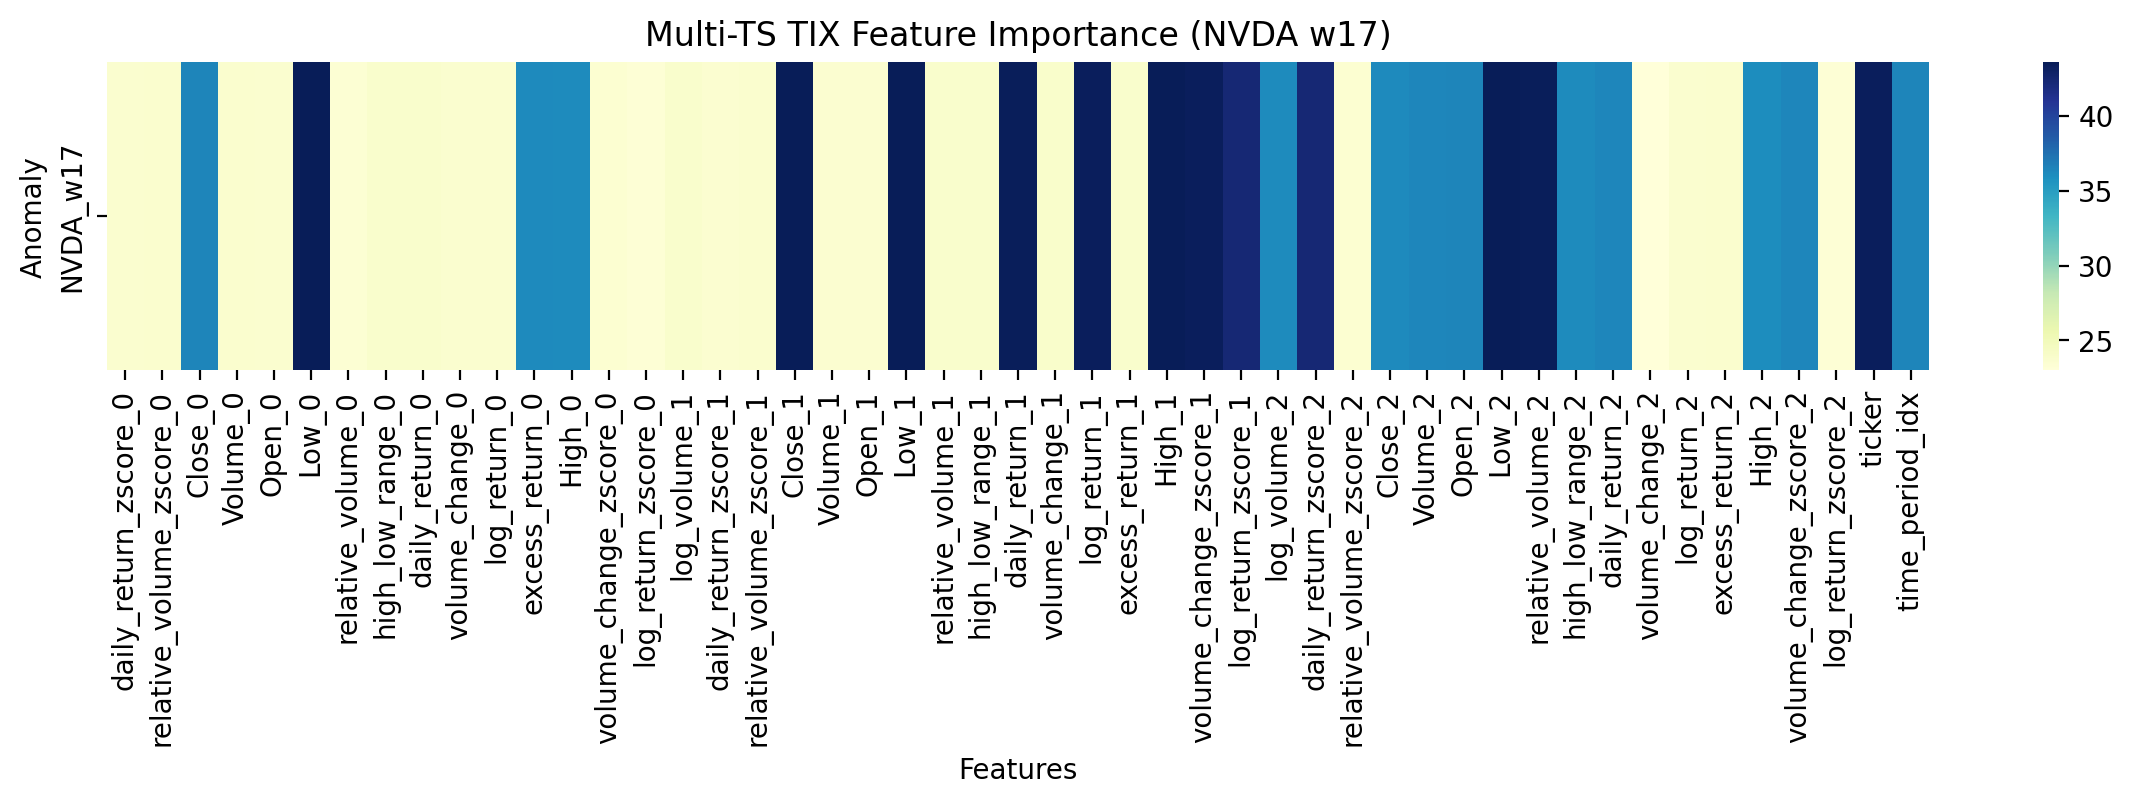 Multi-TS TIX Feature Importance (NVDA w17)
Anomaly
NVDA_w17
40
35
30
25
daily_return_zscore_0
relative_volume_zscore_0
Close_0
Volume_0
Open_0
Low_0
relative_volume_0
high_low_range_0
daily_return_0
volume_change_0
log_return_0
excess_return_0
High_0
volume_change_zscore_0
log_return_zscore_0
log_volume_1
daily_return_zscore_1
relative_volume_zscore_1
Close_1
Volume_1
Open_1
Low_1
relative_volume_1
high_low_range_1
daily_return_1
volume_change_1
log_return_1
excess_return_1
High_1
volume_change_zscore_1
log_return_zscore_1
log_volume_2
daily_return_zscore_2
relative_volume_zscore_2
Close_2
Volume_2
Open_2
Low_2
relative_volume_2
high_low_range_2
daily_return_2
volume_change_2
log_return_2
excess_return_2
High_2
volume_change_zscore_2
log_return_zscore_2
ticker
time_period_idx
Features